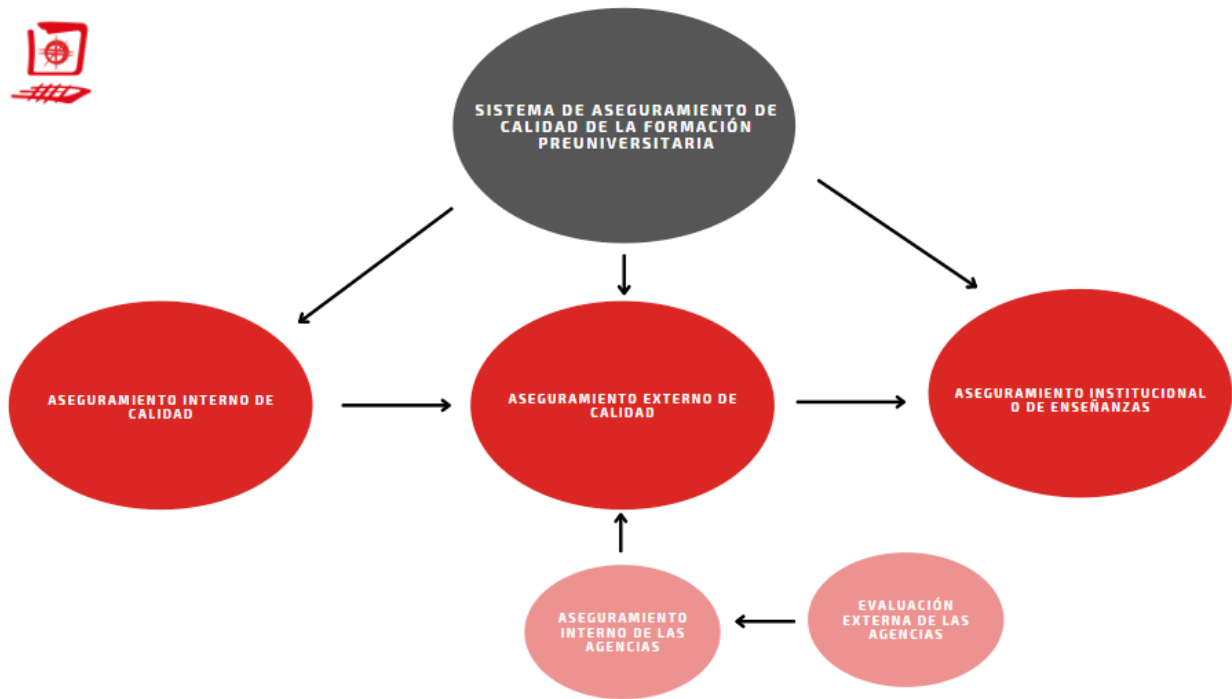 SISTEMA DE ASEGURAMIENTO DE
CALIDAD DE LA FORMACIÓN
PREUNIVERSITARIA
ASEGURAMIENTO INTERNO DE
CALIDAD
ASEGURAMIENTO EXTERNO DE
CALIDAD
ASEGURAMIENTO INSTITUCIONAL
O DE ENSEÑANZAS
ASEGURAMIENTO
INTERNO DE LAS
AGENCIAS
EVALUACIÓN
EXTERNA DE LAS
AGENCIAS